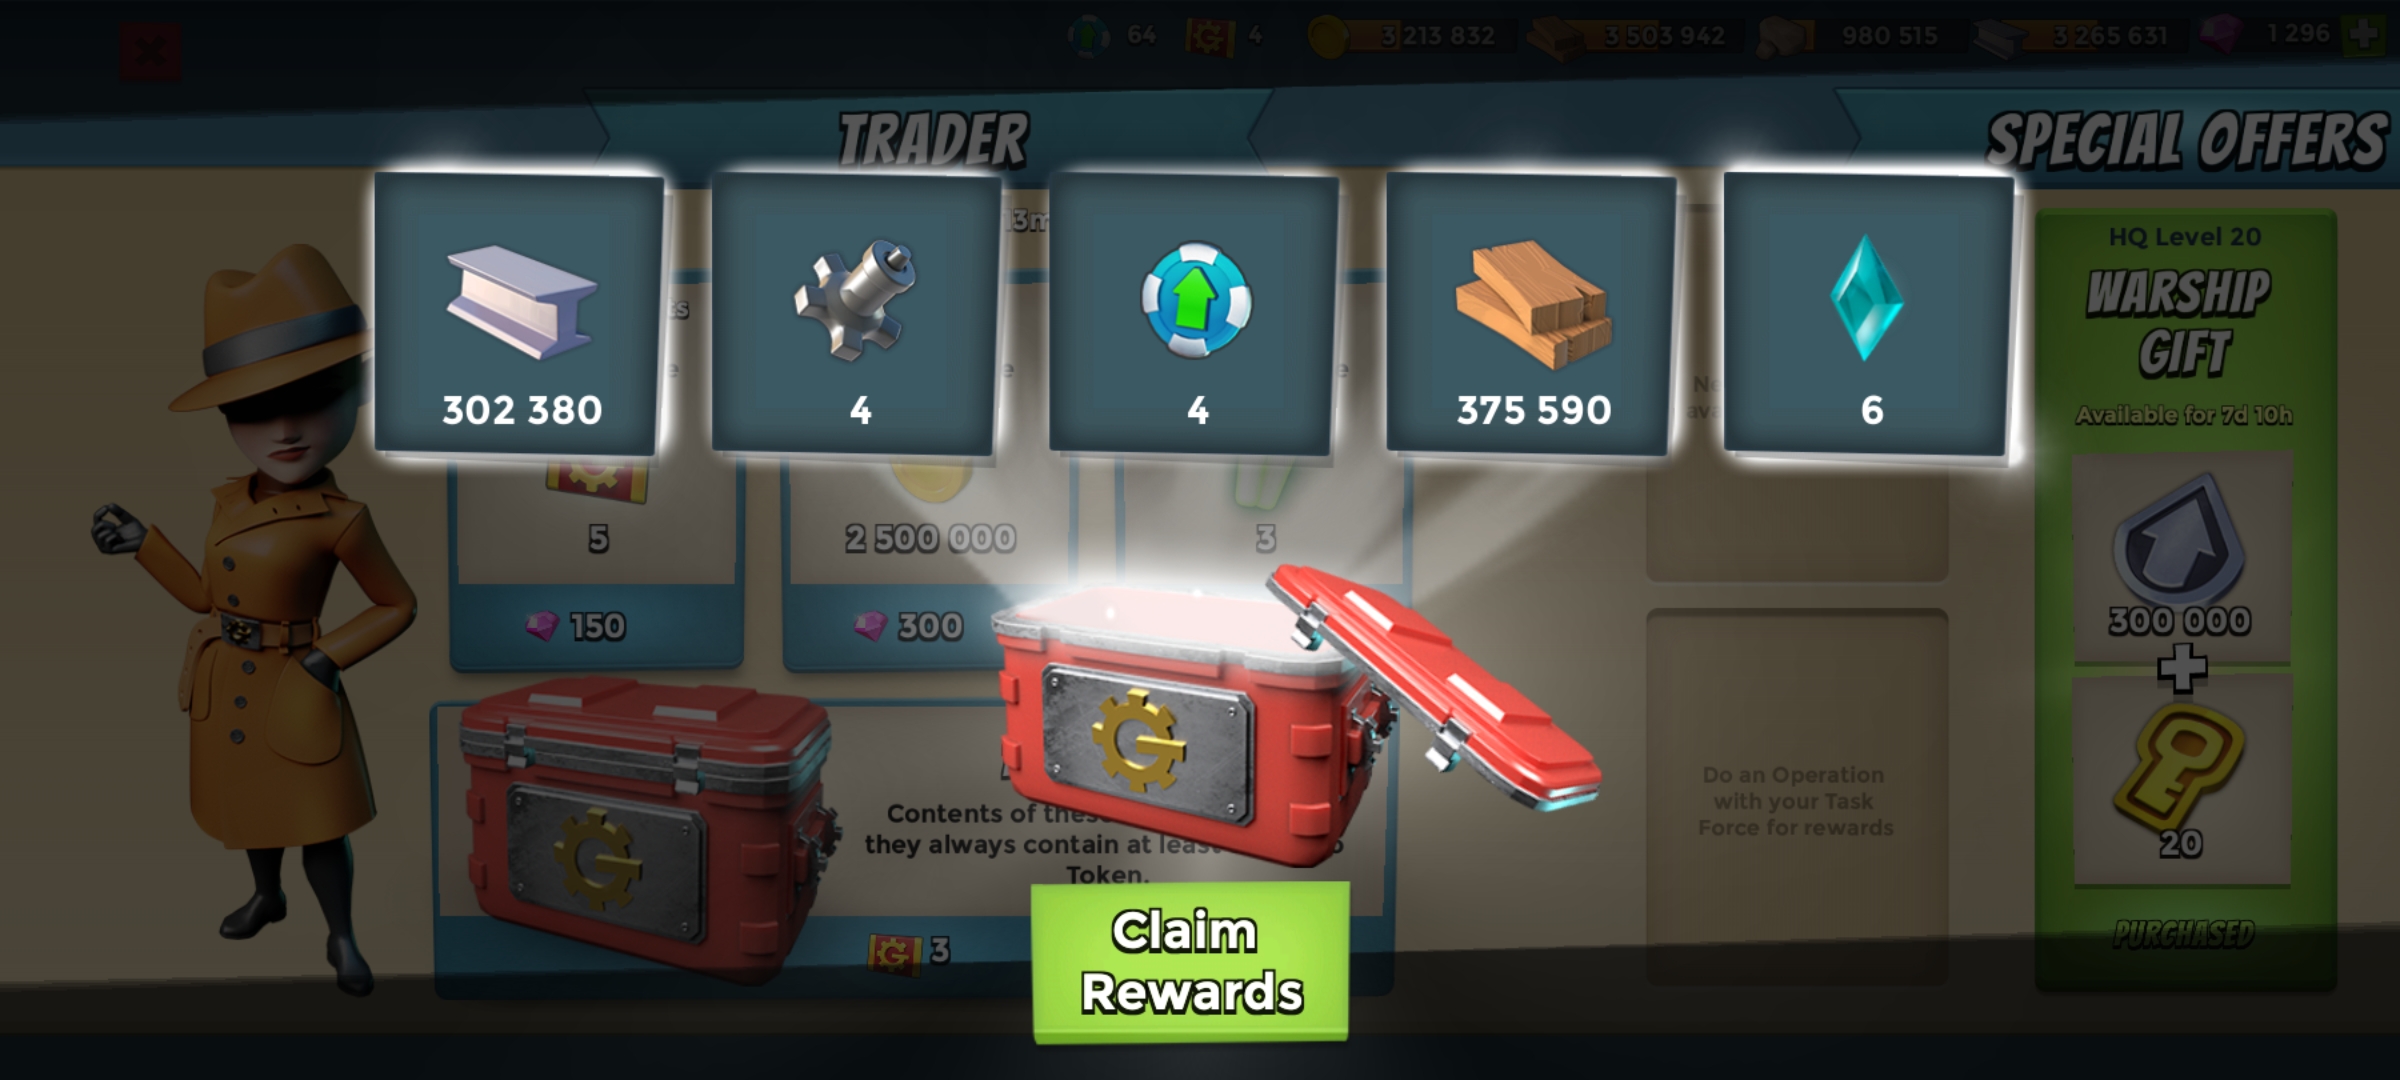 64
4
3 213 832
3 503 942
980 515
3 265 631
1 296
TRADER
SPECIAL OFFERS
13m
302 380
4
4
375 590
6
HQ Level 20
WARSHIP
GIFT
Available for 7d 10h
5
2 500 000
3
150
300
300 000
20
PURCHASED
Do an Operation
with your Task
Force for rewards
Contents of these
they always contain at least
Token.
3
Claim
Rewards